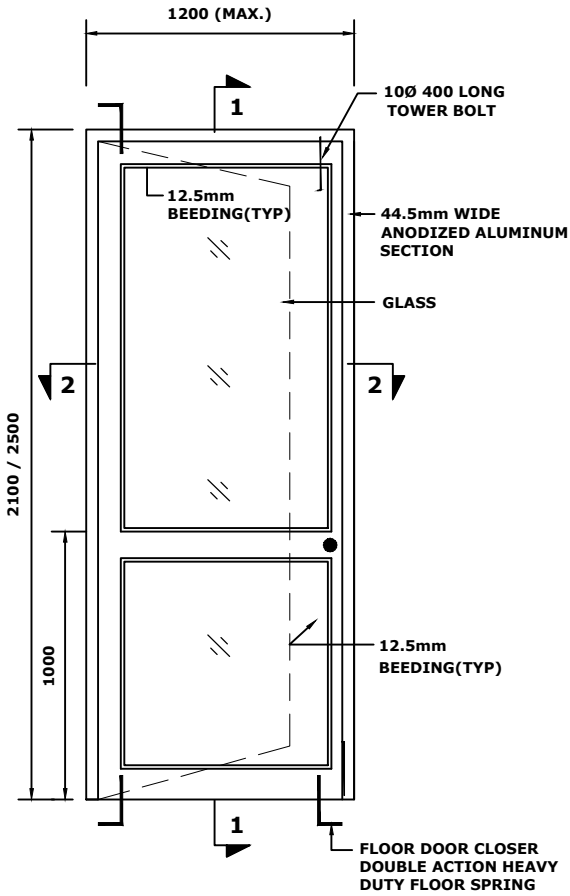 1200 (MAX.)
1
10Ø 400 LONG
TOWER BOLT
12.5mm
BEEDING(TYP)
44.5mm WIDE
ANODIZED ALUMINUM
SECTION
GLASS
2
2
2100 / 2500
1000
12.5mm
BEEDING(TYP)
1
FLOOR DOOR CLOSER
DOUBLE ACTION HEAVY
DUTY FLOOR SPRING